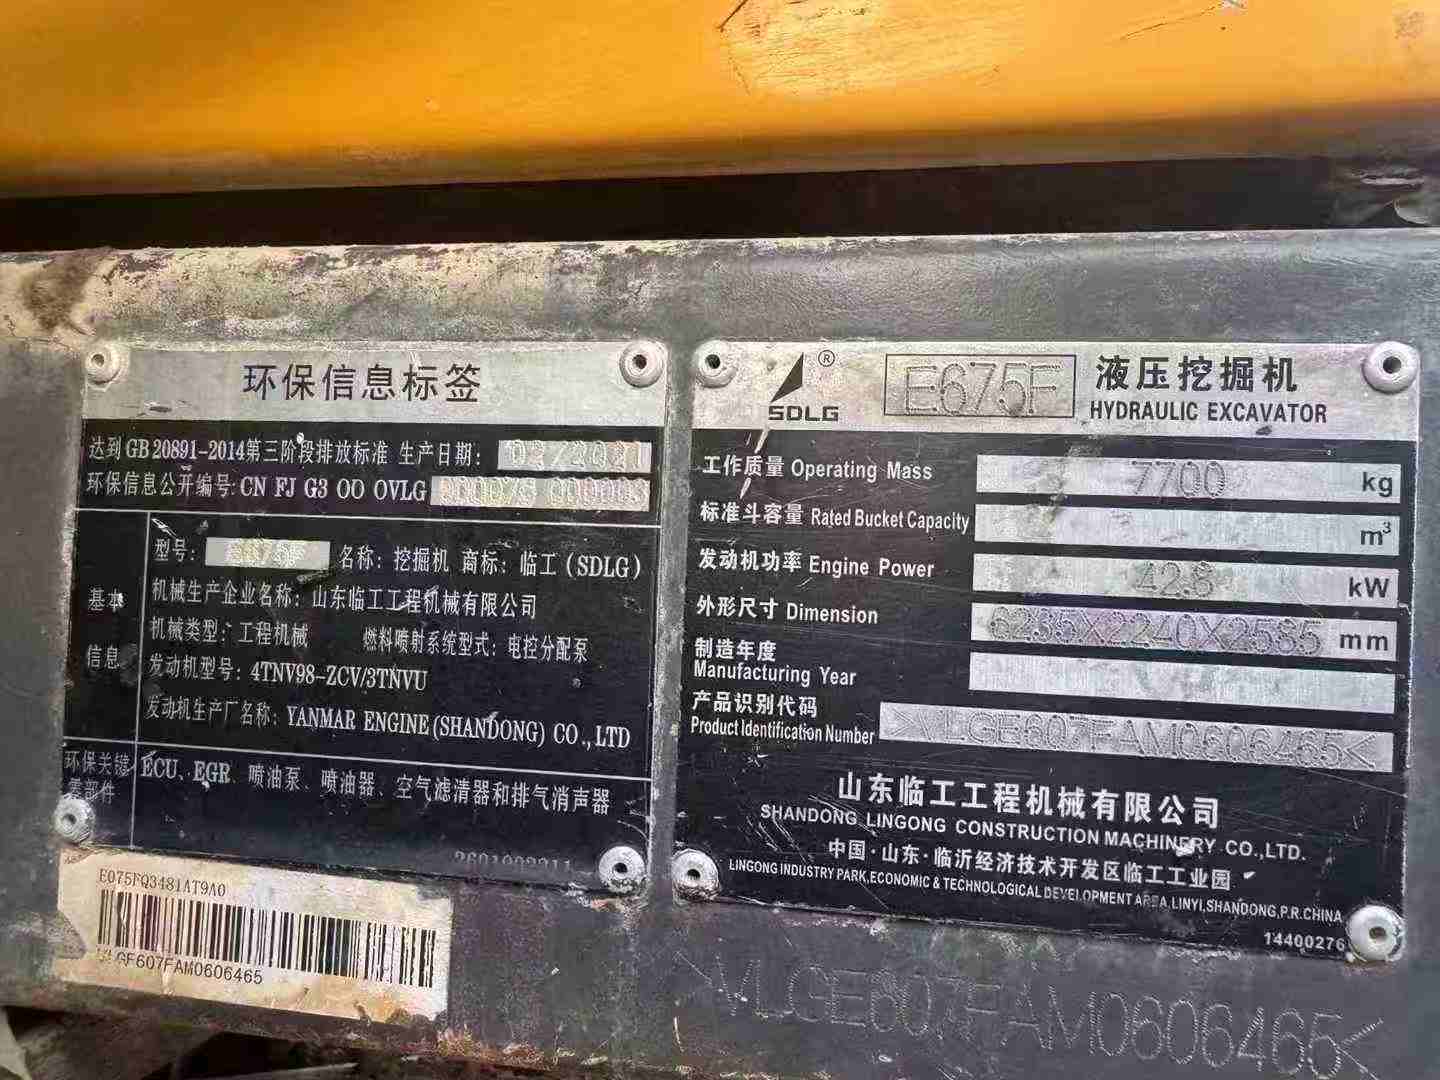 环保信息标签
达到GB 20891-2014第三阶段排放标准 生产日期: 02/2021
环保信息公开编号: CN FJ G3 00 0VLG
基本信息
型号: 名称: 挖掘机 商标: 临工 (SDLG)
机械生产企业名称: 山东临工工程机械有限公司
机械类型: 工程机械 燃料喷射系统型式: 电控分配泵
发动机型号: 4TNV98-ZCV/3TNVU
发动机生产厂名称: YANMAR ENGINE(SHANDONG) CO.,LTD
环保关键零部件
ECU、EGR、喷油泵、喷油器、空气滤清器和排气消声器
E675F 液压挖掘机
SDLG ® HYDRAULIC EXCAVATOR
工作质量 Operating Mass 7700 kg
标准斗容量 Rated Bucket Capacity m³
发动机功率 Engine Power 42.8 kW
外形尺寸 Dimension 6235X2240X2585 mm
制造年度
Manufacturing Year
产品识别代码
Product Identification Number >VLGE607FAM0606465<
山东临工工程机械有限公司
SHANDONG LINGONG CONSTRUCTION MACHINERY CO.,LTD.
中国·山东·临沂经济技术开发区临工工业园
LINGONG INDUSTRY PARK,ECONOMIC & TECHNOLOGICAL DEVELOPMENT AREA,LINYI,SHANDONG,P.R.CHINA
E675FQ3481AT9A0
VLGE607FAM0606465
>VLGE607FAM0606465<